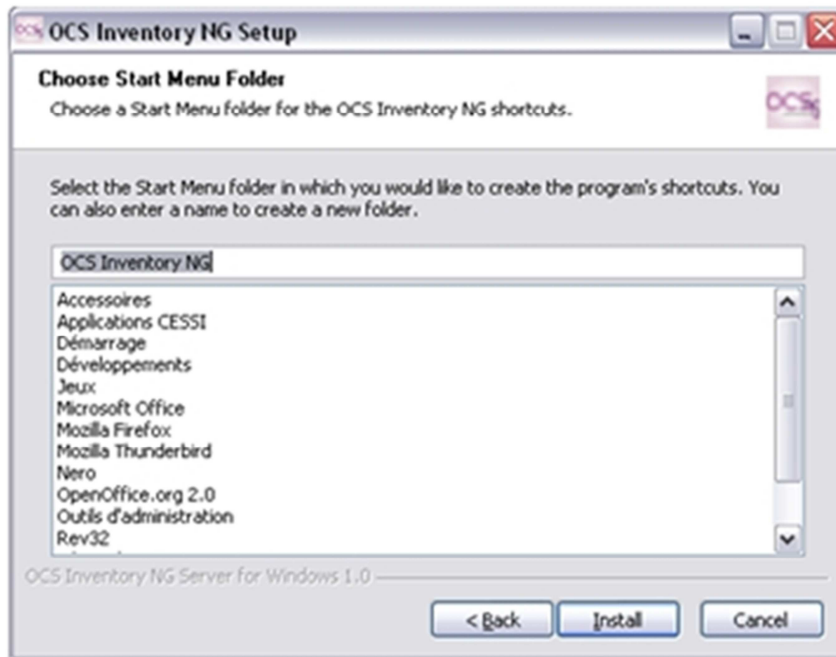 OCS Inventory NG Setup
Choose Start Menu Folder
Choose a Start Menu folder for the OCS Inventory NG shortcuts.
OCS
Select the Start Menu folder in which you would like to create the program's shortcuts. You
can also enter a name to create a new folder.
OCS Inventory NG
Accessoires
Applications CESSI
Démarrage
Développements
Jeux
Microsoft Office
Mozilla Firefox
Mozilla Thunderbird
Nero
OpenOffice.org 2.0
Outils d'administration
Rev32
OCS Inventory NG Server for Windows 1.0
< Back Install Cancel